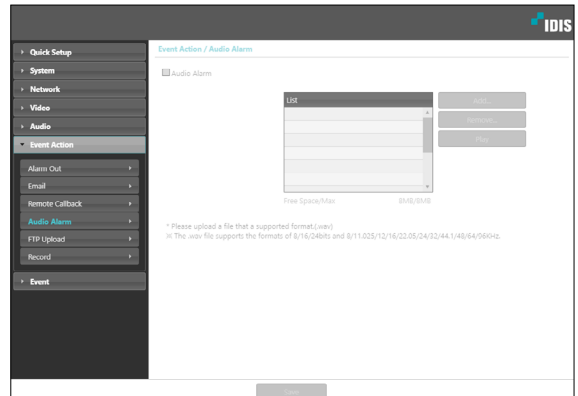 IDIS
Quick Setup
System
Network
Video
Audio
Event Action
Alarm Out
Email
Remote Callback
Audio Alarm
FTP Upload
Record
Event
Event Action / Audio Alarm
Audio Alarm
List
Add...
Remove...
Play
Free Space/Max 8MB/8MB
* Please upload a file that a supported format.(.wav)
※ The .wav file supports the formats of 8/16/24bits and 8/11.025/12/16/22.05/24/32/44.1/48/64/96KHz.
Save